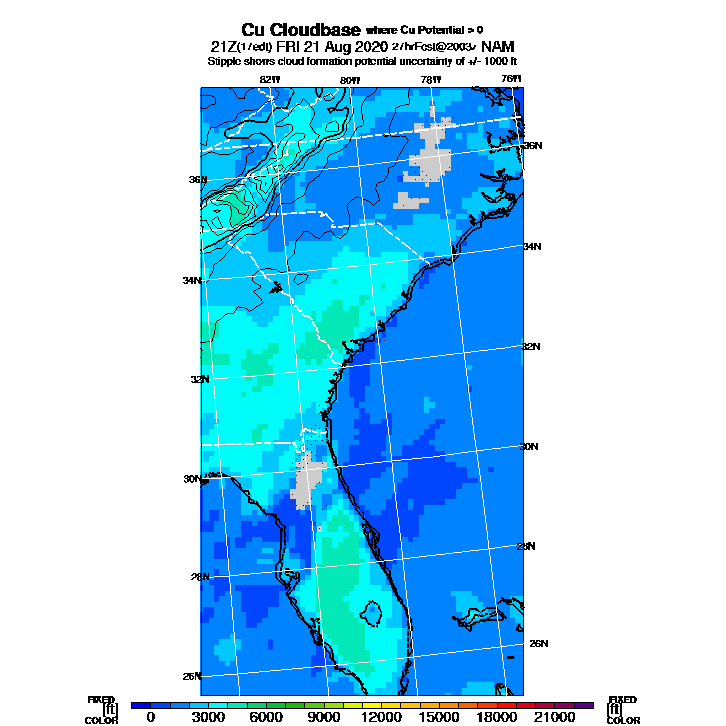 Cu Cloudbase where Cu Potential > 0
21Z(17edt) FRI 21 Aug 2020 27hrFcst@2003z NAM
Stipple shows cloud formation potential uncertainty of +/- 1000 ft
82W 80W 78W 76W
36N 36N
34N 34N
32N 32N
30N 30N
28N 28N
26N 26N
FIXED FIXED
[ft] [ft]
COLOR COLOR
0 3000 6000 9000 12000 15000 18000 21000